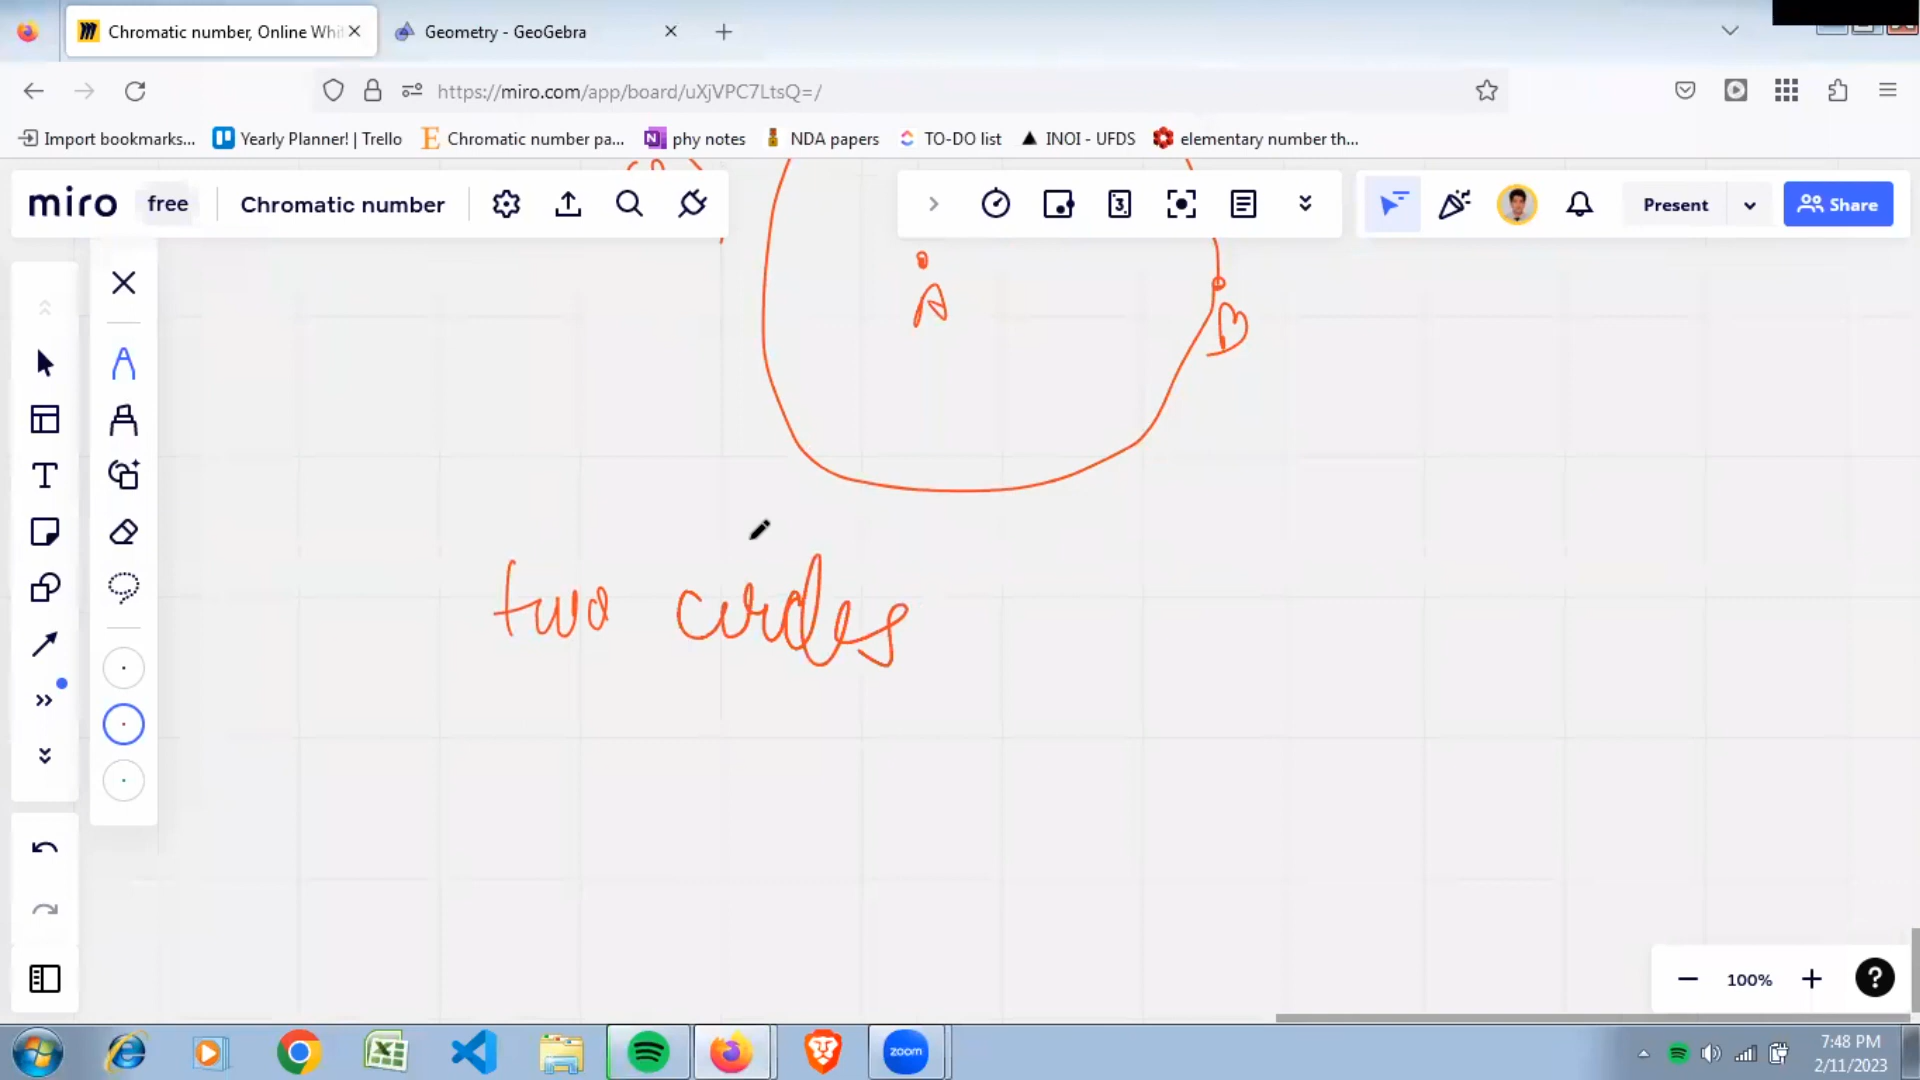 Chromatic number, Online Whi
Geometry - GeoGebra
https://miro.com/app/board/uXjVPC7LtsQ=/
Import bookmarks...
Yearly Planner! | Trello
Chromatic number pa...
phy notes
NDA papers
TO-DO list
INOI - UFDS
elementary number th...
miro
free
Chromatic number
3
Present
Share
A
B
two circles
100%
zoom
7:48 PM
2/11/2023